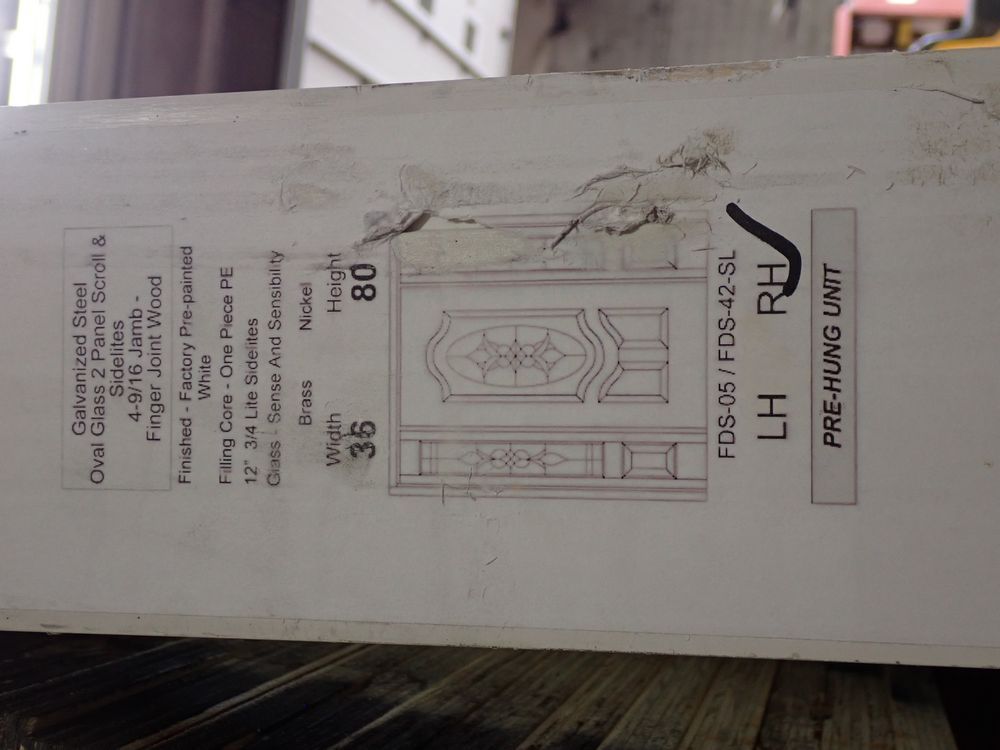 Galvanized Steel
Oval Glass 2 Panel Scroll &
Sidelites
4-9/16 Jamb -
Finger Joint Wood
Finished - Factory Pre-painted
White
Filling Core - One Piece PE
12" 3/4 Lite Sidelites
Glass - Sense And Sensibility
Brass Nickel
Width Height
36 80
FDS-05 / FDS-42-SL
LH RH
PRE-HUNG UNIT